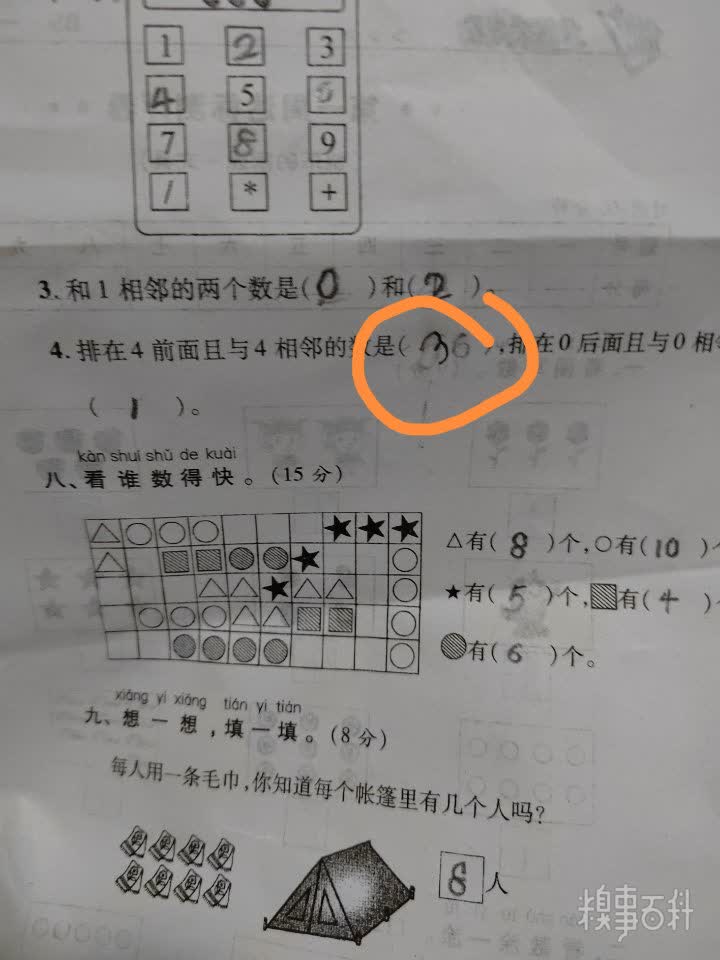 1 2 3
4 5 6
7 8 9
/ * +
3. 和1相邻的两个数是(0)和(2)。
4. 排在4前面且与4相邻的数是(36),排在0后面且与0相
(1)。
kàn shuí shǔ de kuài
八、看谁数得快。(15分)
△有(8)个,○有(10)个
★有(5)个,▨有(4)
有(6)个。
xiǎng yi xiǎng tián yi tián
九、想一想,填一填。(8分)
每人用一条毛巾,你知道每个帐篷里有几个人吗?
8人
糗事百科